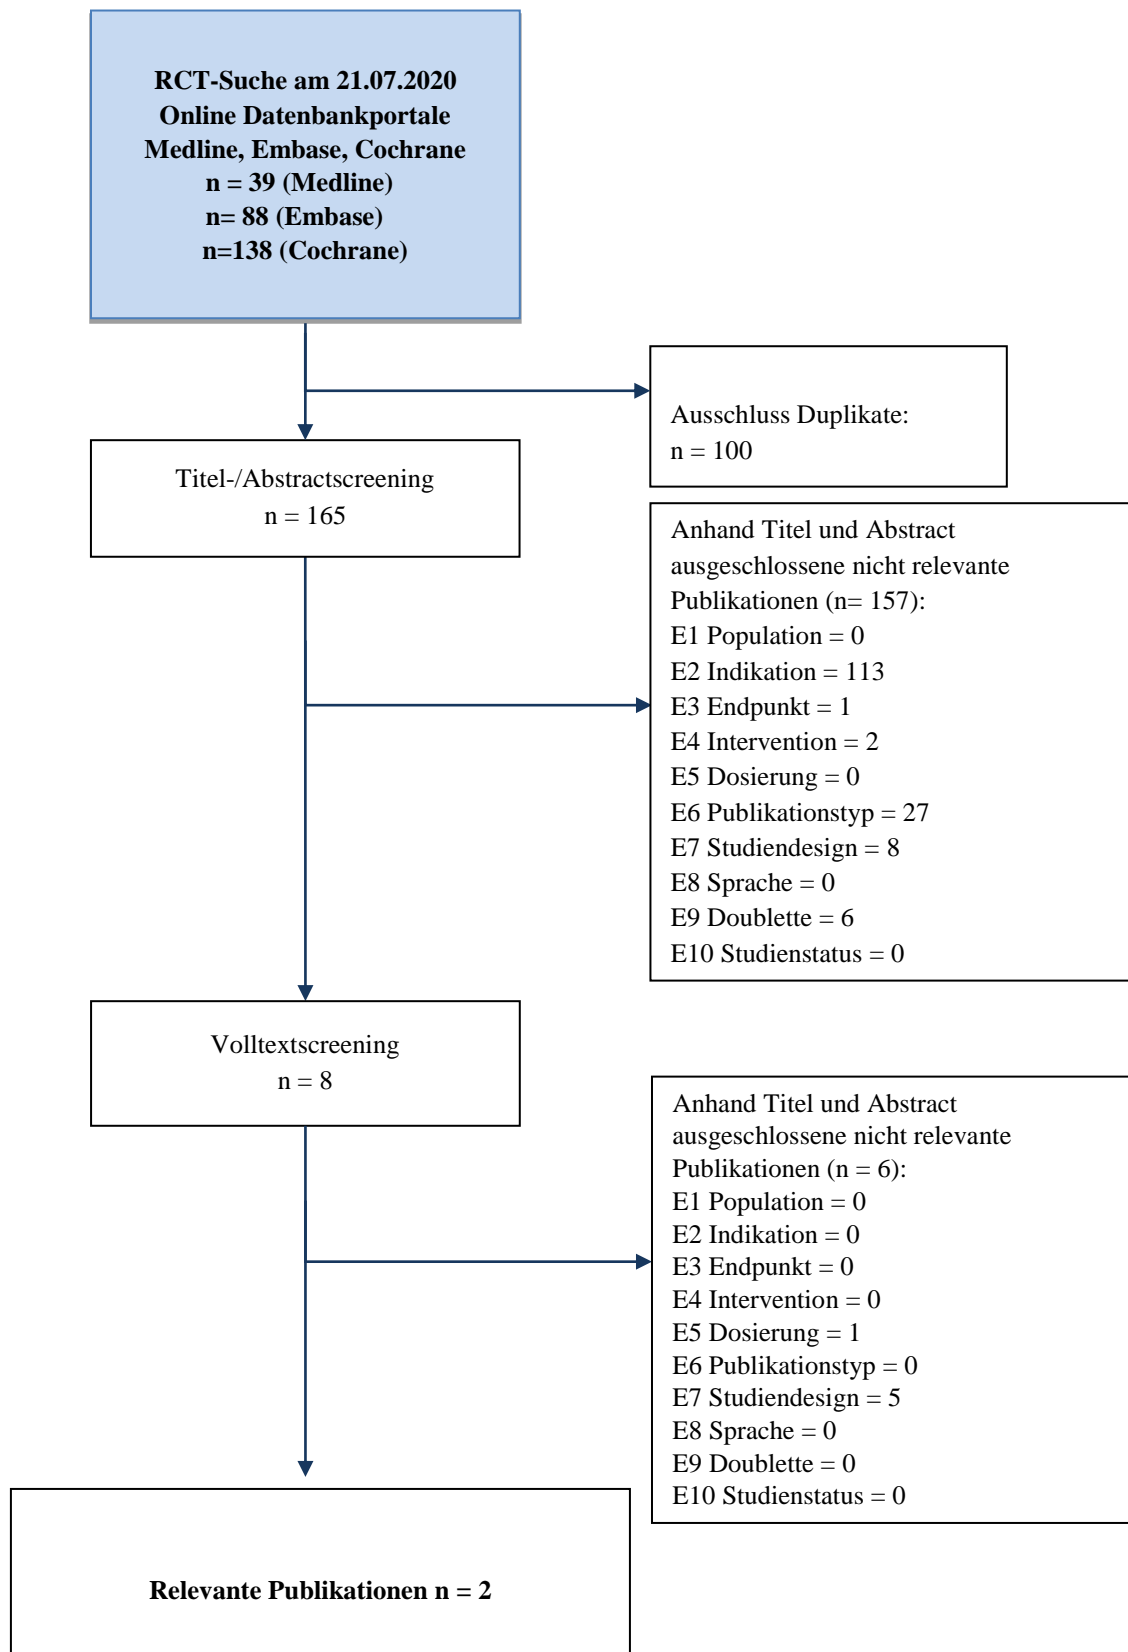 RCT-Suche am 21.07.2020
Online Datenbankportale
Medline, Embase, Cochrane
n = 39 (Medline)
n= 88 (Embase)
n=138 (Cochrane)
Ausschluss Duplikate:
n = 100
Titel-/Abstractscreening
n = 165
Anhand Titel und Abstract
ausgeschlossene nicht relevante
Publikationen (n= 157):
E1 Population = 0
E2 Indikation = 113
E3 Endpunkt = 1
E4 Intervention = 2
E5 Dosierung = 0
E6 Publikationstyp = 27
E7 Studiendesign = 8
E8 Sprache = 0
E9 Doublette = 6
E10 Studienstatus = 0
Volltextscreening
n = 8
Anhand Titel und Abstract
ausgeschlossene nicht relevante
Publikationen (n = 6):
E1 Population = 0
E2 Indikation = 0
E3 Endpunkt = 0
E4 Intervention = 0
E5 Dosierung = 1
E6 Publikationstyp = 0
E7 Studiendesign = 5
E8 Sprache = 0
E9 Doublette = 0
E10 Studienstatus = 0
Relevante Publikationen n = 2